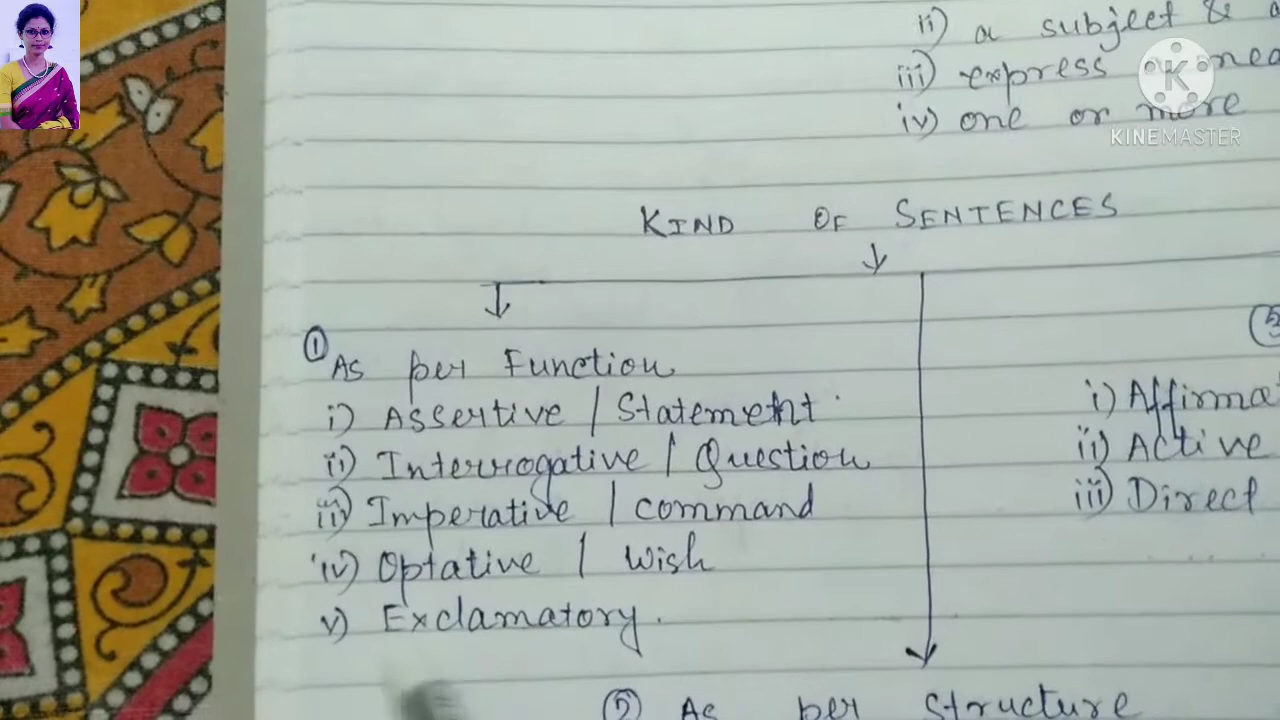 ii) a subject &
iii) express
iv) one or more
K
KINEMASTER
KIND OF SENTENCES
① As per Function
i) Assertive / Statement
ii) Interrogative / Question
iii) Imperative / command
iv) Optative / Wish
v) Exclamatory.
i) Affirma
ii) Active
iii) Direct
② As per Structure